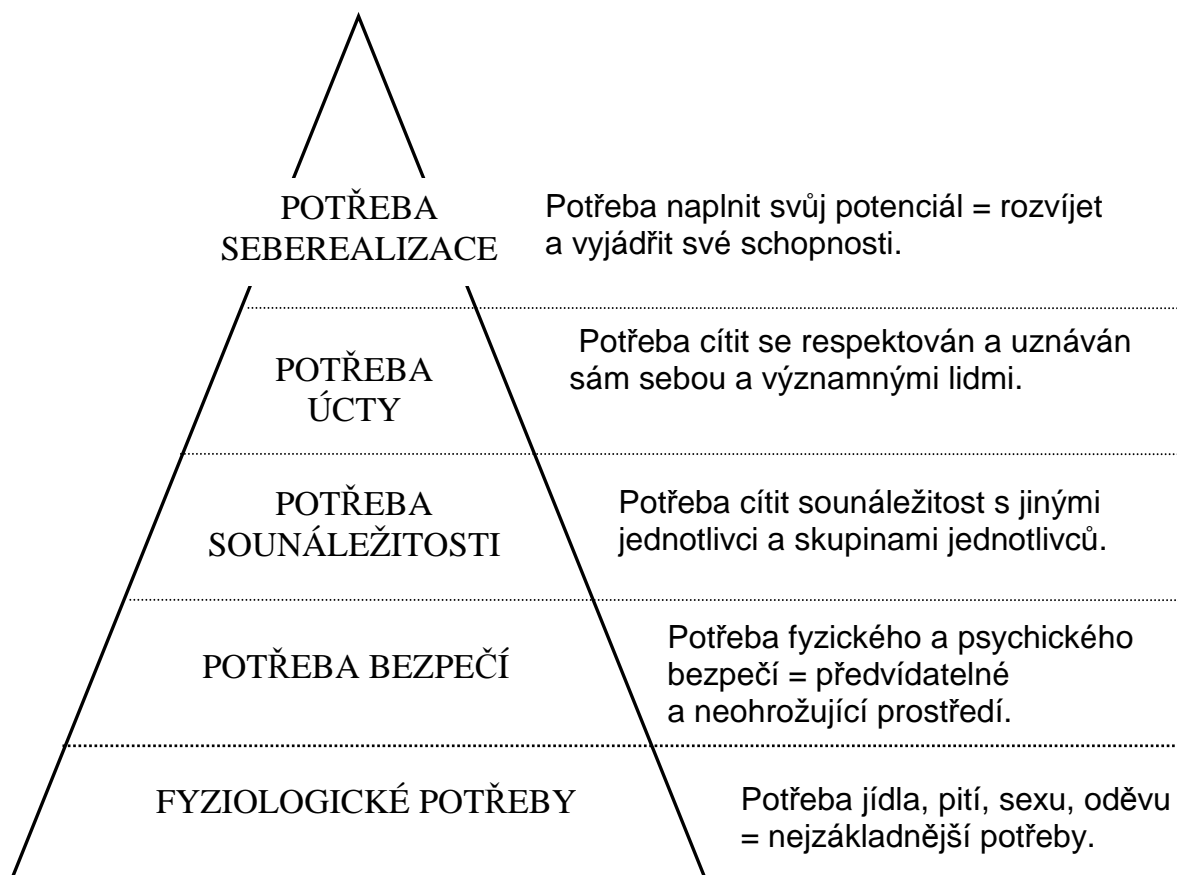 POTŘEBA
SEBEREALIZACE
Potřeba naplnit svůj potenciál = rozvíjet
a vyjádřit své schopnosti.
POTŘEBA
ÚCTY
Potřeba cítit se respektován a uznáván
sám sebou a významnými lidmi.
POTŘEBA
SOUNÁLEŽITOSTI
Potřeba cítit sounáležitost s jinými
jednotlivci a skupinami jednotlivců.
POTŘEBA BEZPEČÍ
Potřeba fyzického a psychického
bezpečí = předvídatelné
a neohrožující prostředí.
FYZIOLOGICKÉ POTŘEBY
Potřeba jídla, pití, sexu, oděvu
= nejzákladnější potřeby.